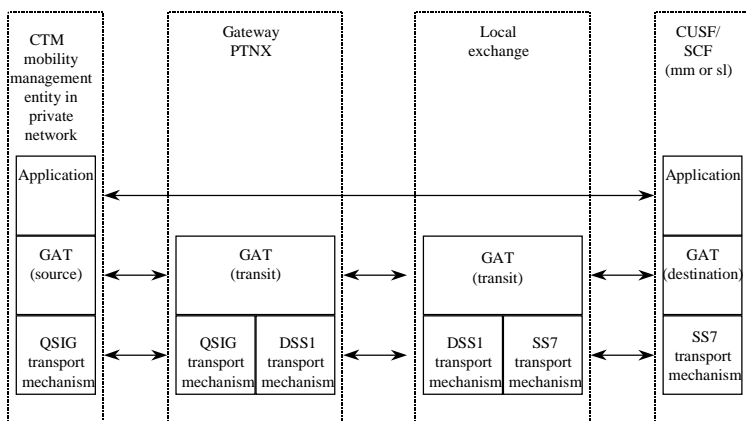 CTM
mobility
management
entity in
private
network
Gateway
PTNX
Local
exchange
CUSF/
SCF
(mm or sl)
Application
Application
GAT
(source)
GAT
(transit)
GAT
(transit)
GAT
(destination)
QSIG
transport
mechanism
QSIG
transport
mechanism
DSS1
transport
mechanism
DSS1
transport
mechanism
SS7
transport
mechanism
SS7
transport
mechanism